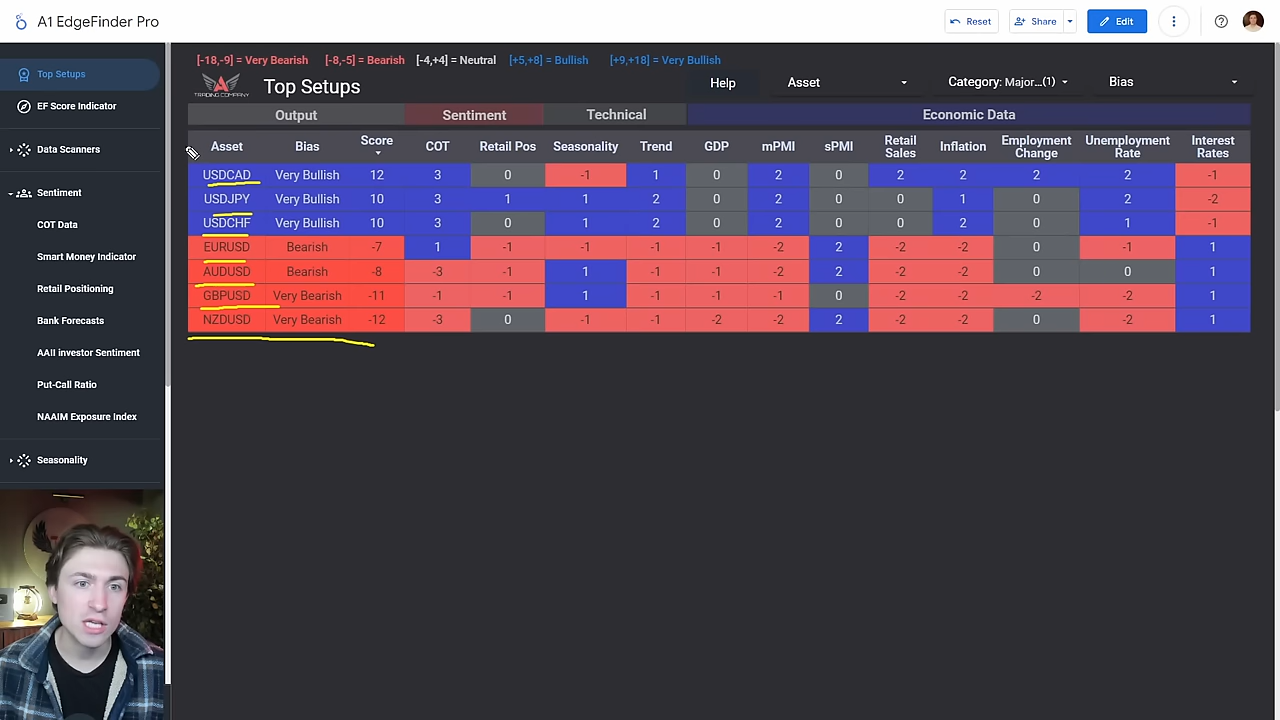 A1 EdgeFinder Pro
Reset
Share
Edit
Top Setups
EF Score Indicator
Data Scanners
Sentiment
COT Data
Smart Money Indicator
Retail Positioning
Bank Forecasts
AAII investor Sentiment
Put-Call Ratio
NAAIM Exposure Index
Seasonality
[-18,-9] = Very Bearish [-8,-5] = Bearish [-4,+4] = Neutral [+5,+8] = Bullish [+9,+18] = Very Bullish
TRADING COMPANY
Top Setups
Help
Asset
Category: Major...(1)
Bias
Output Sentiment Technical Economic Data
Asset Bias Score COT Retail Pos Seasonality Trend GDP mPMI sPMI Retail Sales Inflation Employment Change Unemployment Rate Interest Rates
USDCAD Very Bullish 12 3 0 -1 1 0 2 0 2 2 2 2 -1
USDJPY Very Bullish 10 3 1 1 2 0 2 0 0 1 0 2 -2
USDCHF Very Bullish 10 3 0 1 2 0 2 0 0 2 0 1 -1
EURUSD Bearish -7 1 -1 -1 -1 -1 -2 2 -2 -2 0 -1 1
AUDUSD Bearish -8 -3 -1 1 -1 -1 -2 2 -2 -2 0 0 1
GBPUSD Very Bearish -11 -1 -1 1 -1 -1 -1 0 -2 -2 -2 -2 1
NZDUSD Very Bearish -12 -3 0 -1 -1 -2 -2 2 -2 -2 0 -2 1